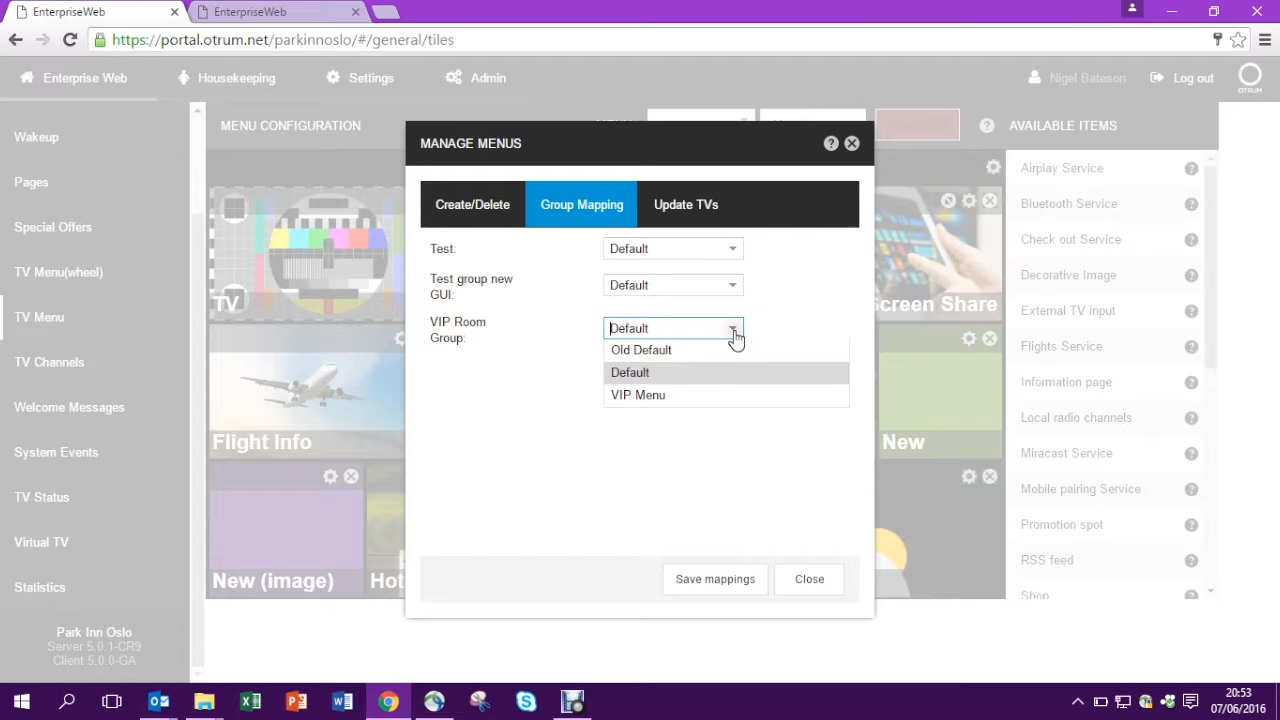 EnterpriseWeb
EnterpriseWeb
https://portal.otrum.net/parkinnoslo/#/general/tiles
Enterprise Web
Housekeeping
Settings
Admin
Nigel Bateson
Log out
OTRUM
Wakeup
Pages
Special Offers
TV Menu(wheel)
TV Menu
TV Channels
Welcome Messages
System Events
TV Status
Virtual TV
Statistics
Park Inn Oslo
Server 5.0.1-CR9
Client 5.0.0-GA
MENU CONFIGURATION
TV
Flight Info
New (image)
Hot
MANAGE MENUS
Create/Delete
Group Mapping
Update TVs
Test:
Default
Test group new
GUI:
Default
VIP Room
Group:
Default
Old Default
Default
VIP Menu
Save mappings
Close
Screen Share
New
AVAILABLE ITEMS
Airplay Service
Bluetooth Service
Check out Service
Decorative Image
External TV input
Flights Service
Information page
Local radio channels
Miracast Service
Mobile pairing Service
Promotion spot
RSS feed
Shop
20:53
07/06/2016